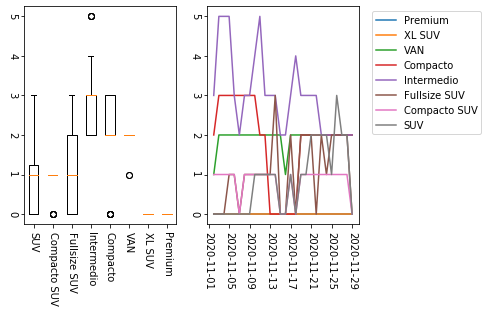 5
4
3
2
1
0
SUV
Compacto SUV
Fullsize SUV
Intermedio
Compacto
VAN
XL SUV
Premium
5
4
3
2
1
0
2020-11-01
2020-11-05
2020-11-09
2020-11-13
2020-11-17
2020-11-21
2020-11-25
2020-11-29
Premium
XL SUV
VAN
Compacto
Intermedio
Fullsize SUV
Compacto SUV
SUV